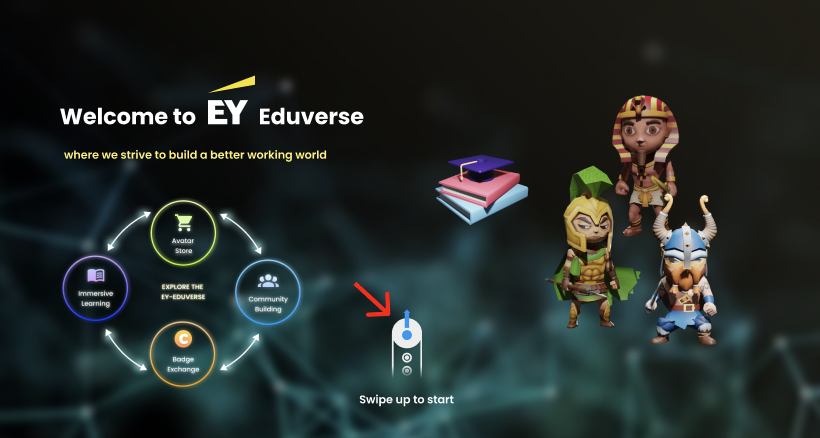 Welcome to EY Eduverse
where we strive to build a better working world
Avatar
Store
Immersive
Learning
EXPLORE THE
EY-EDUVERSE
Community
Building
C
Badge
Exchange
Swipe up to start